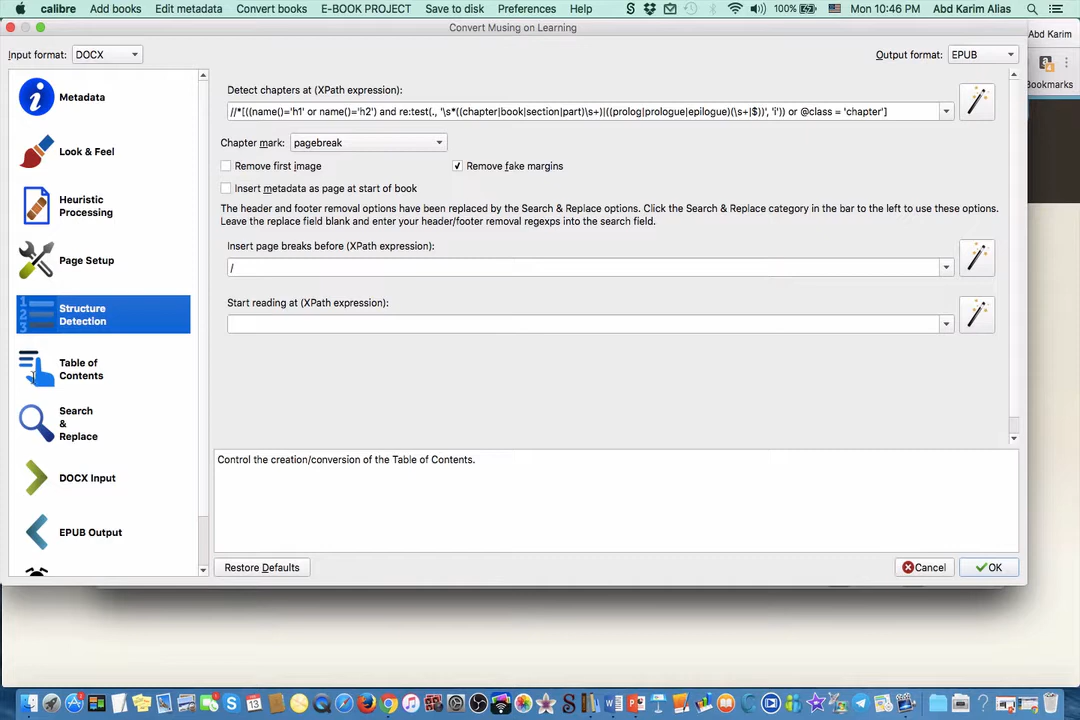 calibre Add books Edit metadata Convert books E-BOOK PROJECT Save to disk Preferences Help 100% Mon 10:46 PM Abd Karim Alias
Convert Musing on Learning
Abd Karim
Input format: DOCX
Output format: EPUB
Bookmarks
Metadata
Look & Feel
Heuristic
Processing
Page Setup
Structure
Detection
Table of
Contents
Search
&
Replace
DOCX Input
EPUB Output
Detect chapters at (XPath expression):
//*[((name()='h1' or name()='h2') and re:test(., '\s*((chapter|book|section|part)\s+)|((prolog|prologue|epilogue)(\s+|$))', 'i')) or @class = 'chapter']
Chapter mark: pagebreak
Remove first image
Remove fake margins
Insert metadata as page at start of book
The header and footer removal options have been replaced by the Search & Replace options. Click the Search & Replace category in the bar to the left to use these options.
Leave the replace field blank and enter your header/footer removal regexps into the search field.
Insert page breaks before (XPath expression):
/
Start reading at (XPath expression):
Control the creation/conversion of the Table of Contents.
Restore Defaults
Cancel
OK